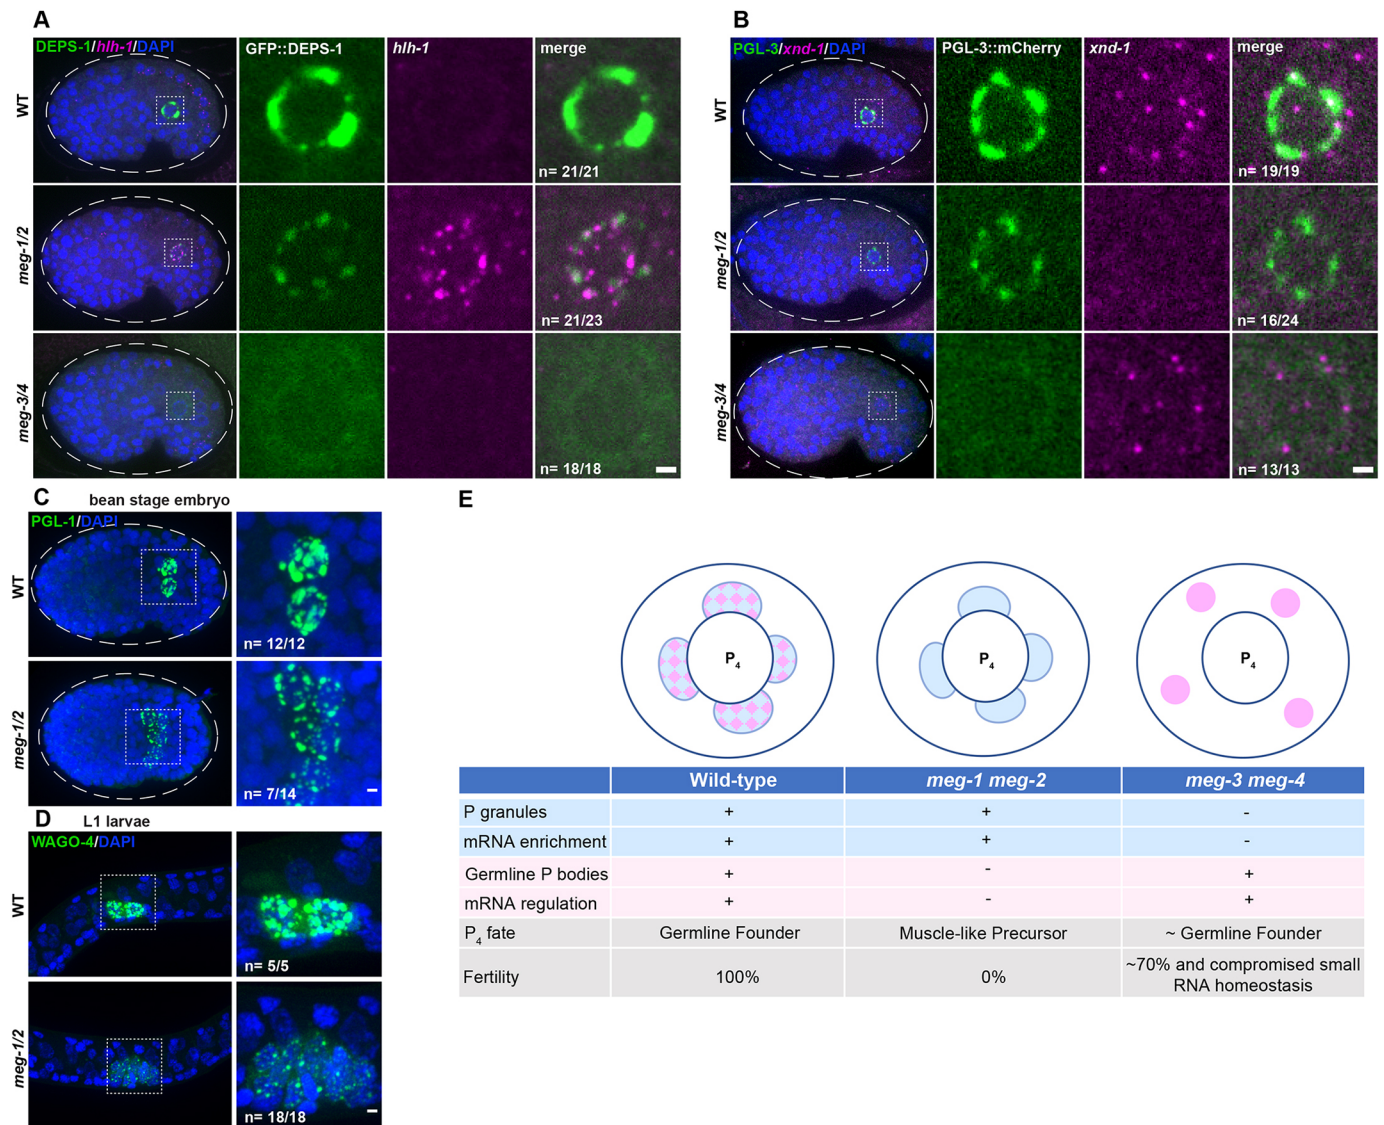 A
DEPS-1/hlh-1/DAPI
GFP::DEPS-1
hlh-1
merge
WT
n= 21/21
meg-1/2
n= 21/23
meg-3/4
n= 18/18
B
PGL-3/xnd-1/DAPI
PGL-3::mCherry
xnd-1
merge
WT
n= 19/19
meg-1/2
n= 16/24
meg-3/4
n= 13/13
C
bean stage embryo
PGL-1/DAPI
WT
n= 12/12
meg-1/2
n= 7/14
D
L1 larvae
WAGO-4/DAPI
WT
n= 5/5
meg-1/2
n= 18/18
E
P4
P4
P4
Wild-type meg-1 meg-2 meg-3 meg-4
P granules + + -
mRNA enrichment + + -
Germline P bodies + - +
mRNA regulation + - +
P4 fate Germline Founder Muscle-like Precursor ~ Germline Founder
Fertility 100% 0% ~70% and compromised small
RNA homeostasis